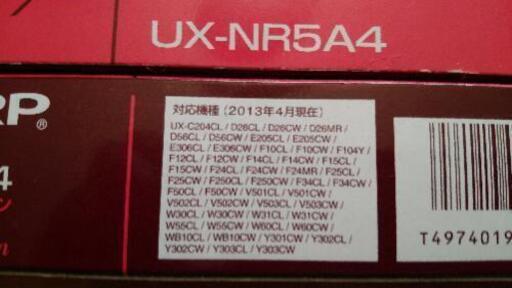 UX-NR5A4
RP®
対応機種（2013年4月現在）
UX-C204CL / D26CL / D26CW / D26MR /
D56CL / D56CW / E205CL / E205CW /
E306CL / E306CW / F10CL / F10CW / F104Y /
F12CL / F12CW / F14CL / F14CW / F15CL /
F15CW / F24CL / F24CW / F24MR / F25CL /
F25CW / F250CL / F250CW / F34CL / F34CW /
F50CL / F50CW / V501CL / V501CW /
V502CL / V502CW / V503CL / V503CW /
W30CL / W30CW / W31CL / W31CW /
W55CL / W55CW / W60CL / W60CW /
WB10CL / WB10CW / Y301CW / Y302CL /
Y302CW / Y303CL / Y303CW
4
ン
T4974019